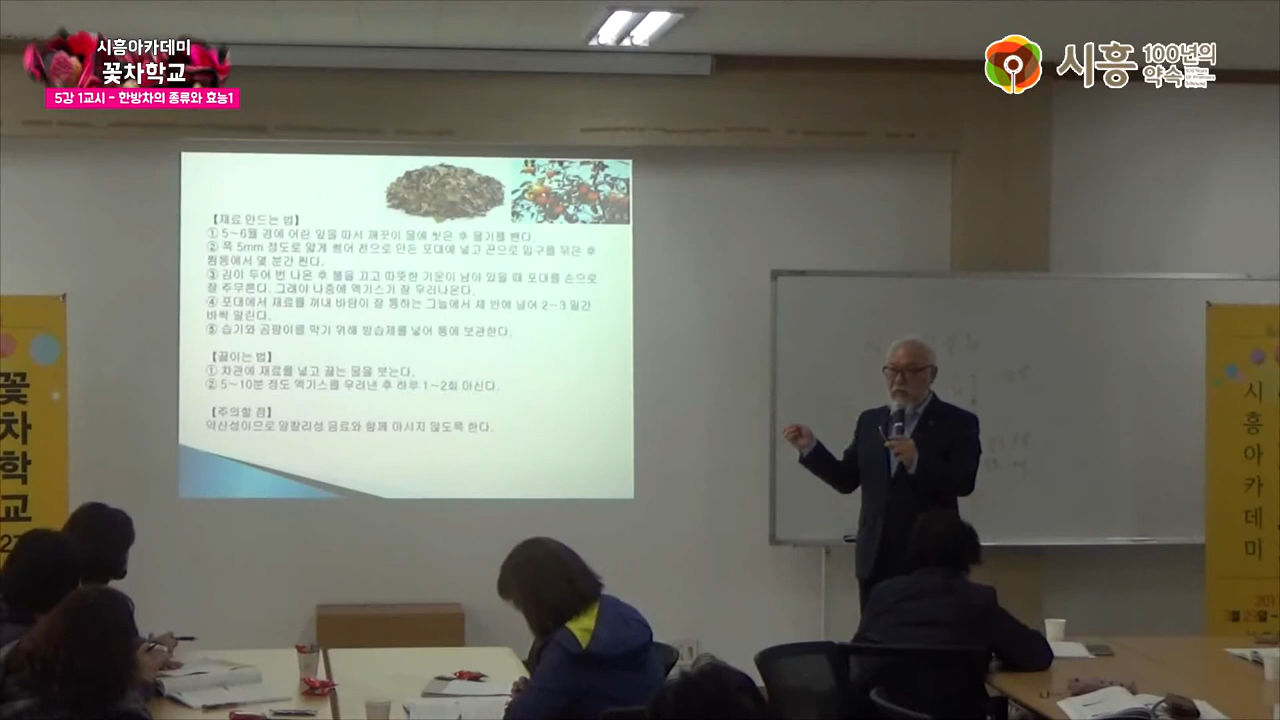 시흥아카데미
꽃차학교
5강 1교시 - 한방차의 종류와 효능1
시흥 100년의
약속
【재료 만드는 법】
① 5~6월 경에 어린 잎을 따서 깨끗이 물에 씻은 후 물기를 뺀다.
② 폭 5mm 정도로 얇게 썰어 천으로 만든 포대에 넣고 끈으로 입구를 묶은 후
찜통에서 몇 분간 찐다.
③ 김이 두어 번 나온 후 불을 끄고 따뜻한 기운이 남아 있을 때 포대를 손으로
잘 주무른다. 그래야 나중에 엑기스가 잘 우러나온다.
④ 포대에서 재료를 꺼내 바람이 잘 통하는 그늘에서 채 반에 널어 2~3 일간
바싹 말린다.
⑤ 습기와 곰팡이를 막기 위해 방습제를 넣어 통에 보관한다.
【끓이는 법】
① 차관에 재료를 넣고 끓는 물을 붓는다.
② 5~10분 정도 엑기스를 우러낸 후 하루 1~2회 마신다.
【주의할 점】
약산성이므로 알칼리성 음료와 함께 마시지 않도록 한다.
꽃차학교
시흥아카데미